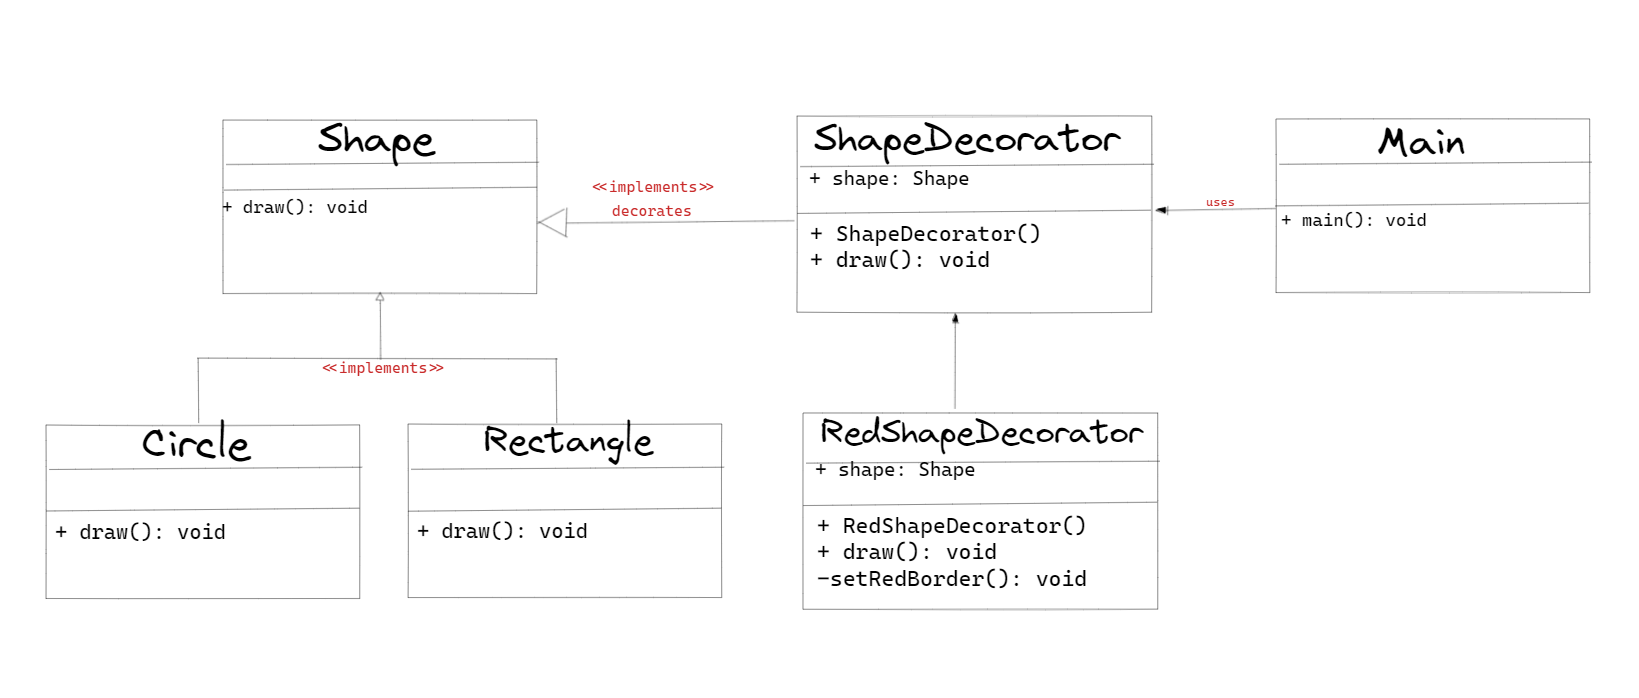 Shape
+ draw(): void
<<implements>>
decorates
ShapeDecorator
+ shape: Shape
+ ShapeDecorator()
+ draw(): void
uses
Main
+ main(): void
<<implements>>
Circle
+ draw(): void
Rectangle
+ draw(): void
RedShapeDecorator
+ shape: Shape
+ RedShapeDecorator()
+ draw(): void
-setRedBorder(): void